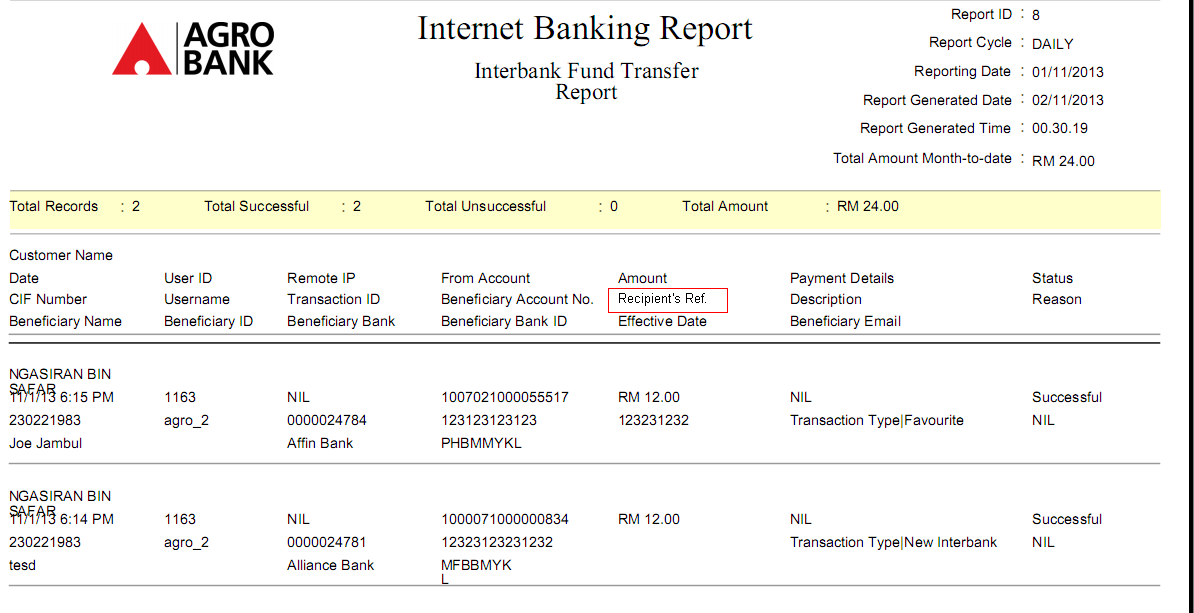 AGRO
BANK
Internet Banking Report
Interbank Fund Transfer
Report
Report ID : 8
Report Cycle : DAILY
Reporting Date : 01/11/2013
Report Generated Date : 02/11/2013
Report Generated Time : 00.30.19
Total Amount Month-to-date : RM 24.00
Total Records : 2 Total Successful : 2 Total Unsuccessful : 0 Total Amount : RM 24.00
Customer Name
Date User ID Remote IP From Account Amount Payment Details Status
CIF Number Username Transaction ID Beneficiary Account No. Recipient's Ref. Description Reason
Beneficiary Name Beneficiary ID Beneficiary Bank Beneficiary Bank ID Effective Date Beneficiary Email
NGASIRAN BIN
SAFAR
11/1/13 6:15 PM 1163 NIL 1007021000055517 RM 12.00 NIL Successful
230221983 agro_2 0000024784 123123123123 123231232 Transaction Type|Favourite NIL
Joe Jambul Affin Bank PHBMMYKL
NGASIRAN BIN
SAFAR
11/1/13 6:14 PM 1163 NIL 1000071000000834 RM 12.00 NIL Successful
230221983 agro_2 0000024781 12323123231232 Transaction Type|New Interbank NIL
tesd Alliance Bank MFBBMYK
L